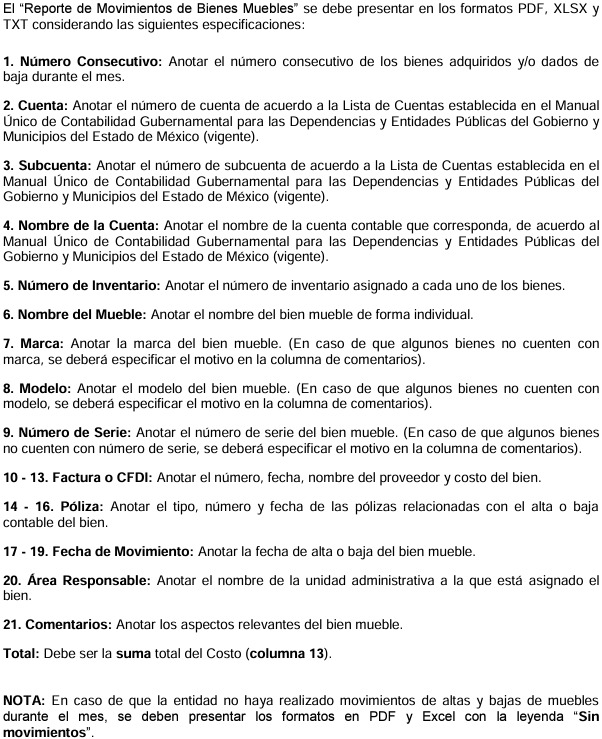 El “Reporte de Movimientos de Bienes Muebles” se debe presentar en los formatos PDF, XLSX y
TXT considerando las siguientes especificaciones:
1. Número Consecutivo: Anotar el número consecutivo de los bienes adquiridos y/o dados de
baja durante el mes.
2. Cuenta: Anotar el número de cuenta de acuerdo a la Lista de Cuentas establecida en el Manual
Único de Contabilidad Gubernamental para las Dependencias y Entidades Públicas del Gobierno y
Municipios del Estado de México (vigente).
3. Subcuenta: Anotar el número de subcuenta de acuerdo a la Lista de Cuentas establecida en el
Manual Único de Contabilidad Gubernamental para las Dependencias y Entidades Públicas del
Gobierno y Municipios del Estado de México (vigente).
4. Nombre de la Cuenta: Anotar el nombre de la cuenta contable que corresponda, de acuerdo al
Manual Único de Contabilidad Gubernamental para las Dependencias y Entidades Públicas del
Gobierno y Municipios del Estado de México (vigente).
5. Número de Inventario: Anotar el número de inventario asignado a cada uno de los bienes.
6. Nombre del Mueble: Anotar el nombre del bien mueble de forma individual.
7. Marca: Anotar la marca del bien mueble. (En caso de que algunos bienes no cuenten con
marca, se deberá especificar el motivo en la columna de comentarios).
8. Modelo: Anotar el modelo del bien mueble. (En caso de que algunos bienes no cuenten con
modelo, se deberá especificar el motivo en la columna de comentarios).
9. Número de Serie: Anotar el número de serie del bien mueble. (En caso de que algunos bienes
no cuenten con número de serie, se deberá especificar el motivo en la columna de comentarios).
10 - 13. Factura o CFDI: Anotar el número, fecha, nombre del proveedor y costo del bien.
14 - 16. Póliza: Anotar el tipo, número y fecha de las pólizas relacionadas con el alta o baja
contable del bien.
17 - 19. Fecha de Movimiento: Anotar la fecha de alta o baja del bien mueble.
20. Área Responsable: Anotar el nombre de la unidad administrativa a la que está asignado el
bien.
21. Comentarios: Anotar los aspectos relevantes del bien mueble.
Total: Debe ser la suma total del Costo (columna 13).
NOTA: En caso de que la entidad no haya realizado movimientos de altas y bajas de muebles
durante el mes, se deben presentar los formatos en PDF y Excel con la leyenda “Sin
movimientos”.